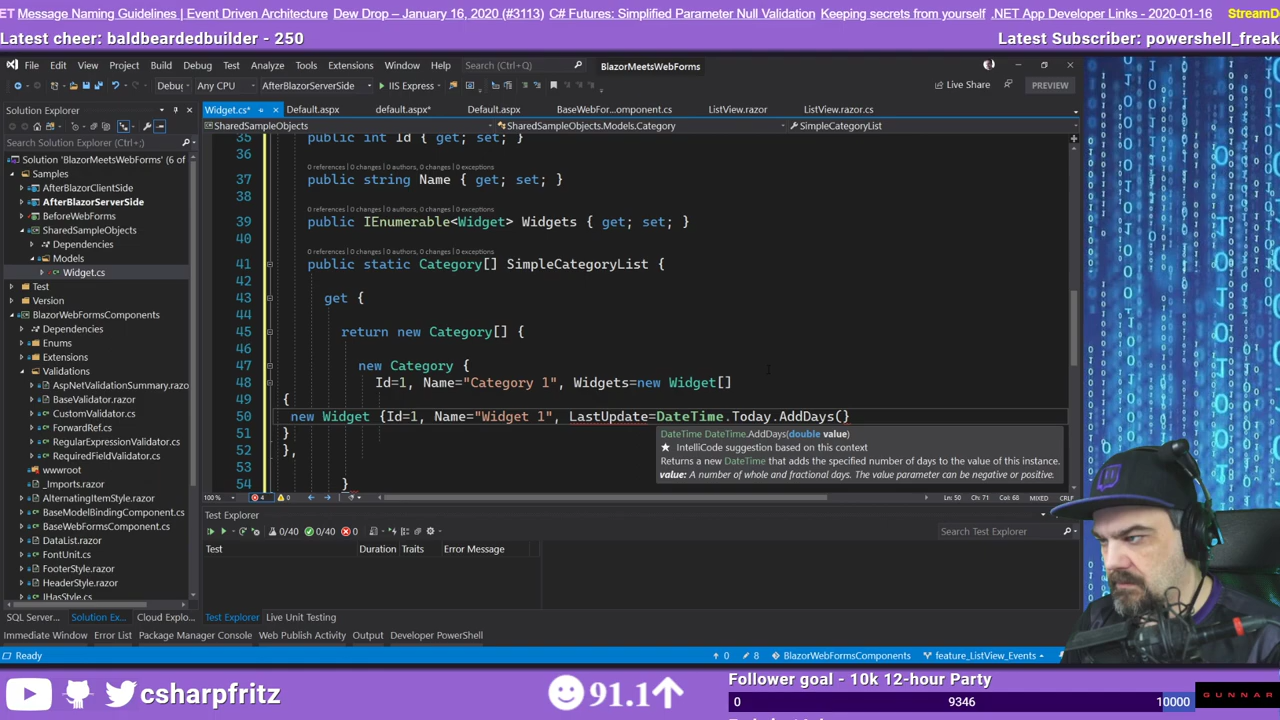 ET Message Naming Guidelines | Event Driven Architecture Dew Drop – January 16, 2020 (#3113) C# Futures: Simplified Parameter Null Validation Keeping secrets from yourself .NET App Developer Links - 2020-01-16 StreamD
Latest cheer: baldbeardedbuilder - 250 Latest Subscriber: powershell_freak
File Edit View Project Build Debug Test Analyze Tools Extensions Window Help Search (Ctrl+Q) BlazorMeetsWebForms
Debug Any CPU AfterBlazorServerSide IIS Express Live Share PREVIEW
Solution Explorer Widget.cs* Default.aspx default.aspx* Default.aspx BaseWebFor...omponent.cs ListView.razor ListView.razor.cs
SharedSampleObjects SharedSampleObjects.Models.Category SimpleCategoryList
Search Solution Explorer (Ctrl+;)
Solution 'BlazorMeetsWebForms' (6 of
Samples
AfterBlazorClientSide
AfterBlazorServerSide
BeforeWebForms
SharedSampleObjects
Dependencies
Models
Widget.cs
Test
Version
BlazorWebFormsComponents
Dependencies
Enums
Extensions
Validations
AspNetValidationSummary.razo
BaseValidator.cs
CustomValidator.cs
ForwardRef.cs
RegularExpressionValidator.cs
RequiredFieldValidator.cs
wwwroot
_Imports.razor
AlternatingItemStyle.razor
BaseModelBindingComponent.cs
BaseWebFormsComponent.cs
DataList.razor
FontUnit.cs
FooterStyle.razor
HeaderStyle.razor
IHasStyle.cs
35 public int Id { get; set; }
36
0 references | 0 changes | 0 authors, 0 changes | 0 exceptions
37 public string Name { get; set; }
38
0 references | 0 changes | 0 authors, 0 changes | 0 exceptions
39 public IEnumerable<Widget> Widgets { get; set; }
40
0 references | 0 changes | 0 authors, 0 changes | 0 exceptions
41 public static Category[] SimpleCategoryList {
42
43 get {
44
45 return new Category[] {
46
47 new Category {
48 Id=1, Name="Category 1", Widgets=new Widget[]
49 {
50 new Widget {Id=1, Name="Widget 1", LastUpdate=DateTime.Today.AddDays()}
51 }
52 },
53
54 }
DateTime DateTime.AddDays(double value)
★ IntelliCode suggestion based on this context
Returns a new DateTime that adds the specified number of days to the value of this instance.
value: A number of whole and fractional days. The value parameter can be negative or positive.
100 % 4 0 Ln: 50 Ch: 71 Col: 68 MIXED CRLF
Test Explorer
0/40 0/40 0 Search Test Explorer
Test Duration Traits Error Message
SQL Server... Solution Ex... Cloud Explo... Test Explorer Live Unit Testing
Immediate Window Error List Package Manager Console Web Publish Activity Output Developer PowerShell
Ready 0 8 BlazorWebFormsComponents feature_ListView_Events
csharpfritz 91.1 Follower goal - 10k 12-hour Party
0 9346 10000 GUNNAR